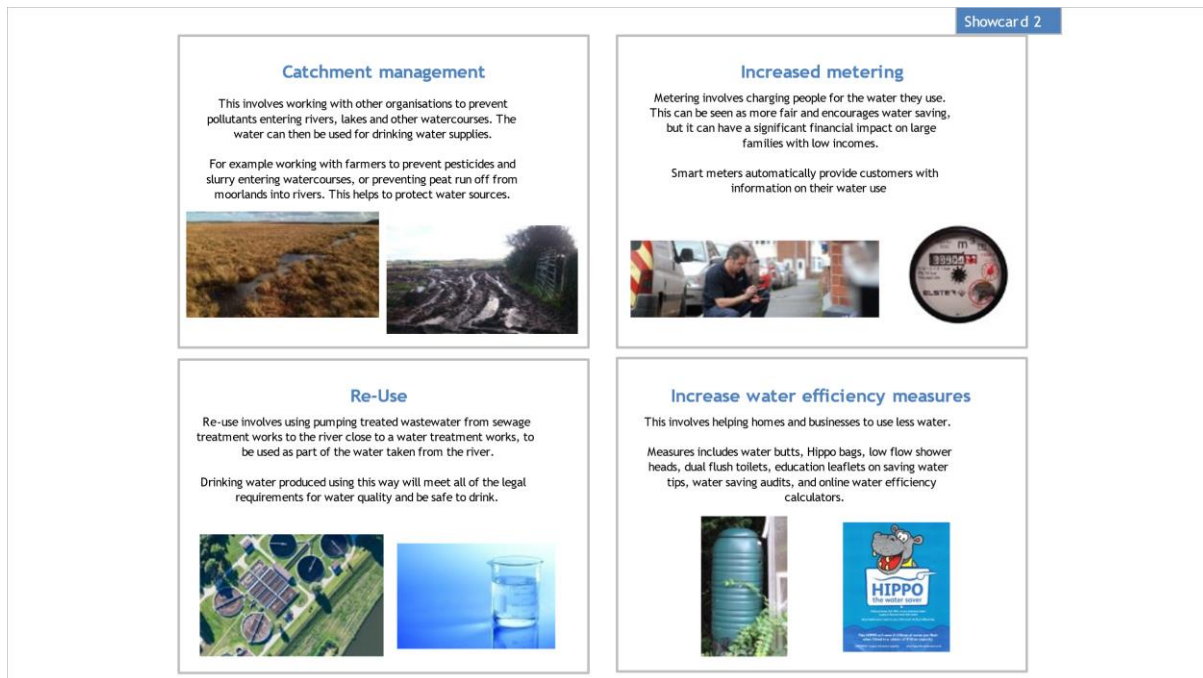 Showcard 2
Catchment management
This involves working with other organisations to prevent
pollutants entering rivers, lakes and other watercourses. The
water can then be used for drinking water supplies.
For example working with farmers to prevent pesticides and
slurry entering watercourses, or preventing peat run off from
moorlands into rivers. This helps to protect water sources.
Increased metering
Metering involves charging people for the water they use.
This can be seen as more fair and encourages water saving,
but it can have a significant financial impact on large
families with low incomes.
Smart meters automatically provide customers with
information on their water use
m³
ELSTER
Re-Use
Re-use involves using pumping treated wastewater from sewage
treatment works to the river close to a water treatment works, to
be used as part of the water taken from the river.
Drinking water produced using this way will meet all of the legal
requirements for water quality and be safe to drink.
Increase water efficiency measures
This involves helping homes and businesses to use less water.
Measures includes water butts, Hippo bags, low flow shower
heads, dual flush toilets, education leaflets on saving water
tips, water saving audits, and online water efficiency
calculators.
HIPPO
the water saver